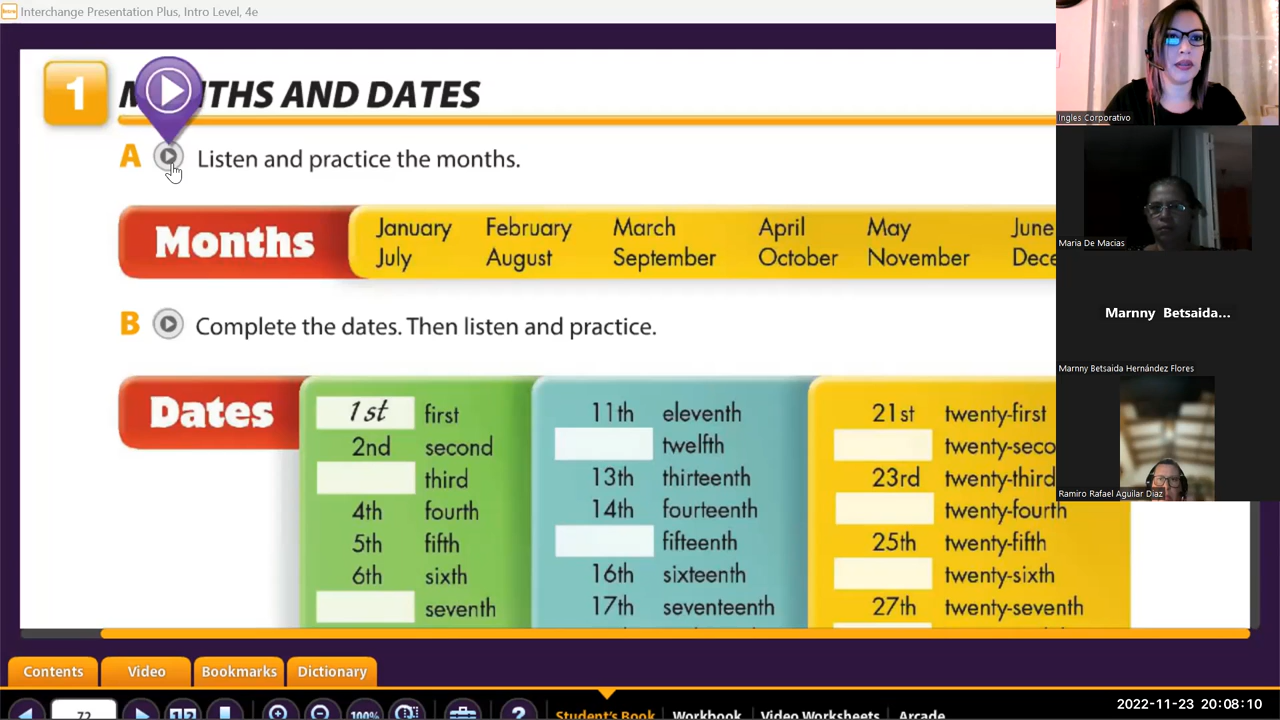 Interchange Presentation Plus, Intro Level, 4e
1
THS AND DATES
A Listen and practice the months.
Months
January February March April May June
July August September October November Dece
B Complete the dates. Then listen and practice.
Dates
1st first
2nd second
third
4th fourth
5th fifth
6th sixth
seventh
11th eleventh
twelfth
13th thirteenth
14th fourteenth
fifteenth
16th sixteenth
17th seventeenth
21st twenty-first
twenty-seco
23rd twenty-third
twenty-fourth
25th twenty-fifth
twenty-sixth
27th twenty-seventh
Ingles Corporativo
Maria De Macias
Marnny Betsaida...
Marnny Betsaida Hernández Flores
Ramiro Rafael Aguilar Diaz
Contents Video Bookmarks Dictionary
72 100% ? Student's Book Workbook Video Worksheets Arcade
2022-11-23 20:08:10